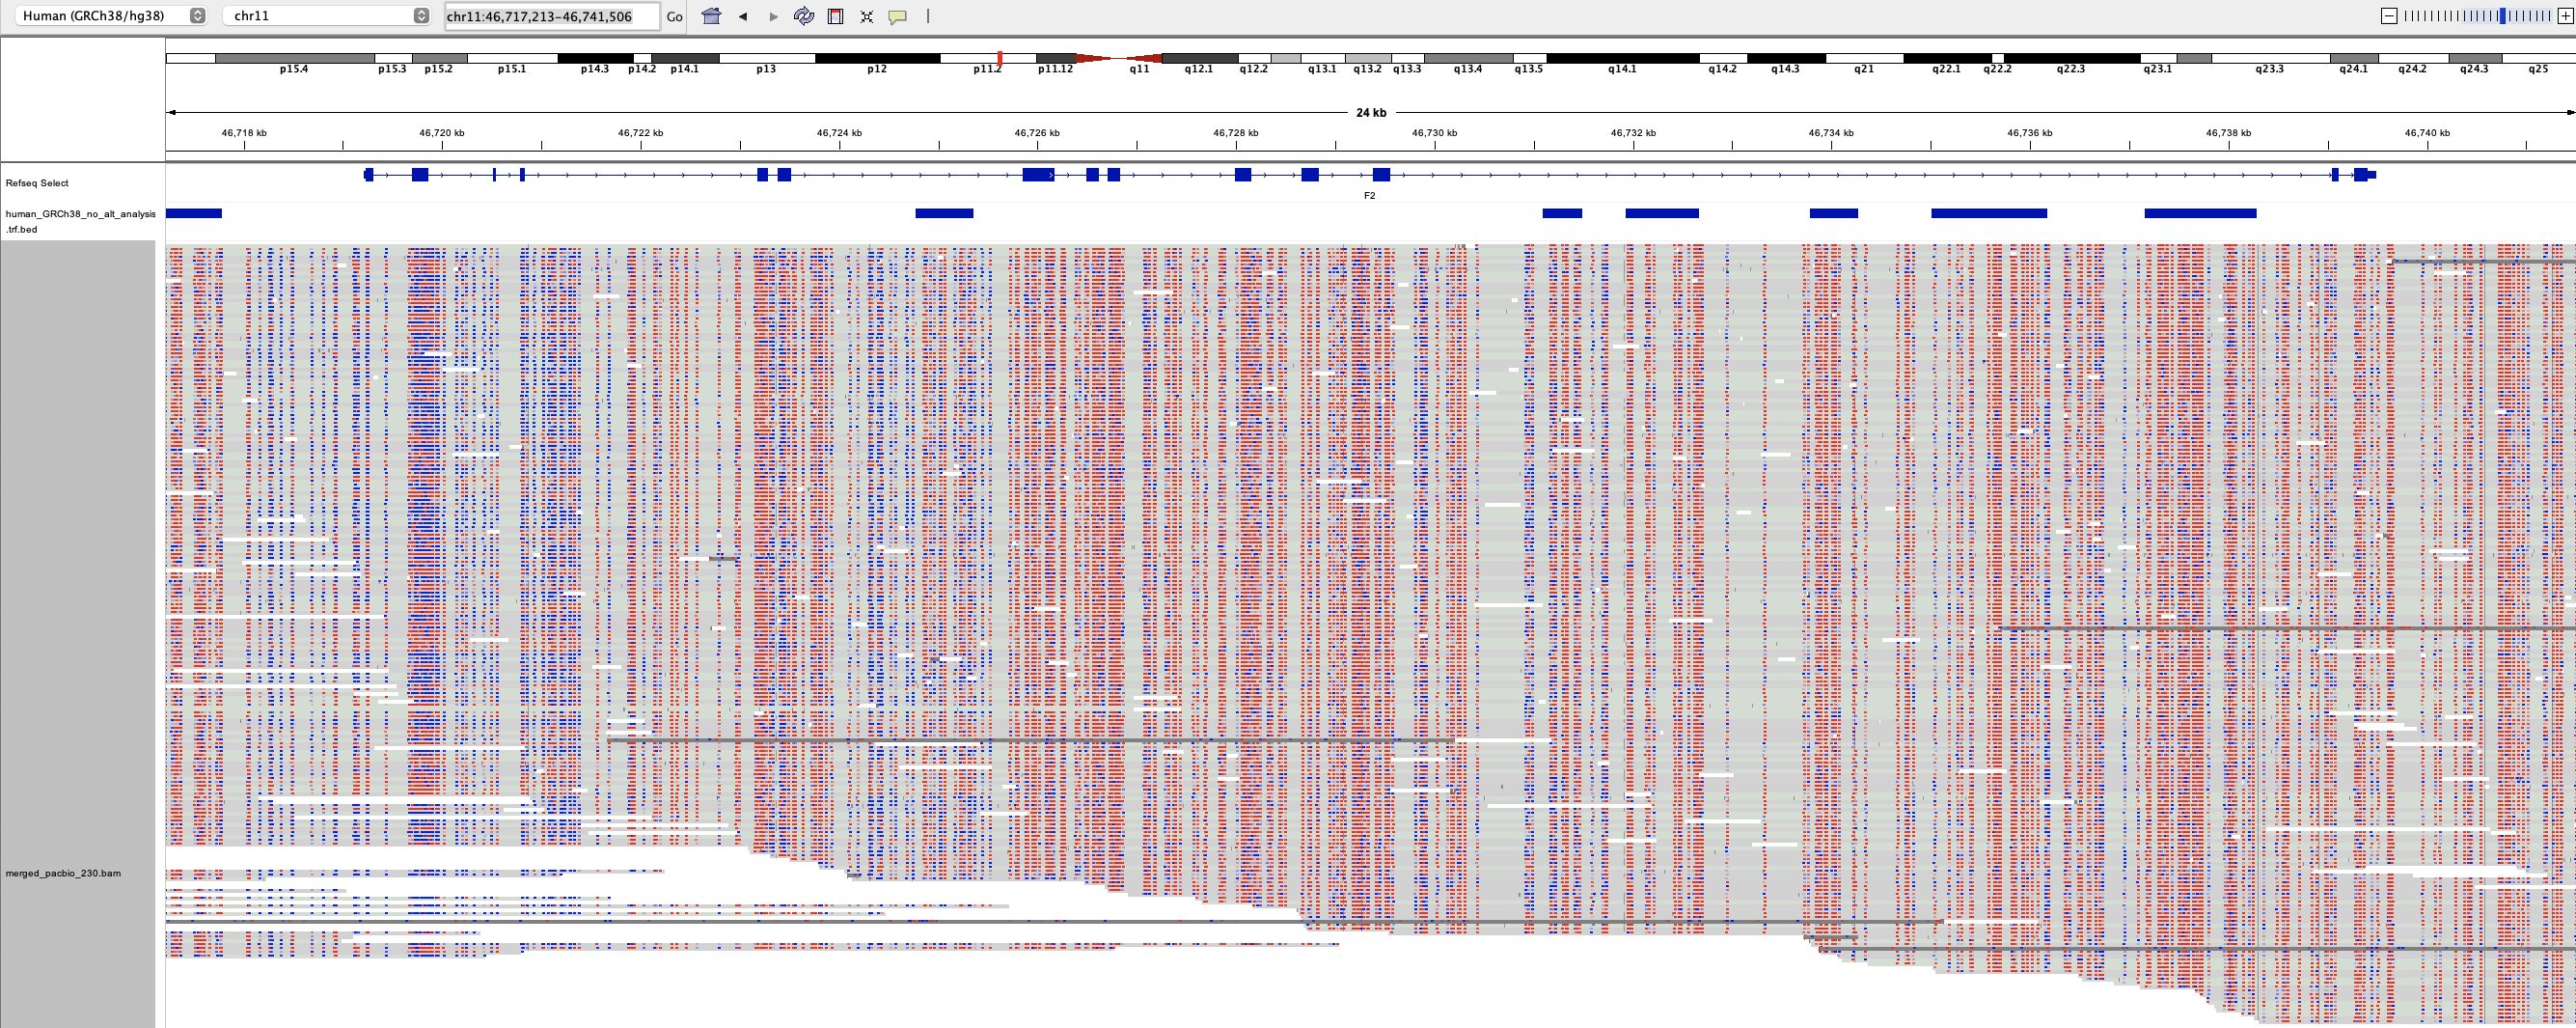 Human (GRCh38/hg38) chr11 chr11:46,717,213-46,741,506 Go
p15.4 p15.3 p15.2 p15.1 p14.3 p14.2 p14.1 p13 p12 p11.2 p11.12 q11 q12.1 q12.2 q13.1 q13.2 q13.3 q13.4 q13.5 q14.1 q14.2 q14.3 q21 q22.1 q22.2 q22.3 q23.1 q23.3 q24.1 q24.2 q24.3 q25
24 kb
46,718 kb 46,720 kb 46,722 kb 46,724 kb 46,726 kb 46,728 kb 46,730 kb 46,732 kb 46,734 kb 46,736 kb 46,738 kb 46,740 kb
Refseq Select
F2
human_GRCh38_no_alt_analysis
.trf.bed
merged_pacbio_230.bam